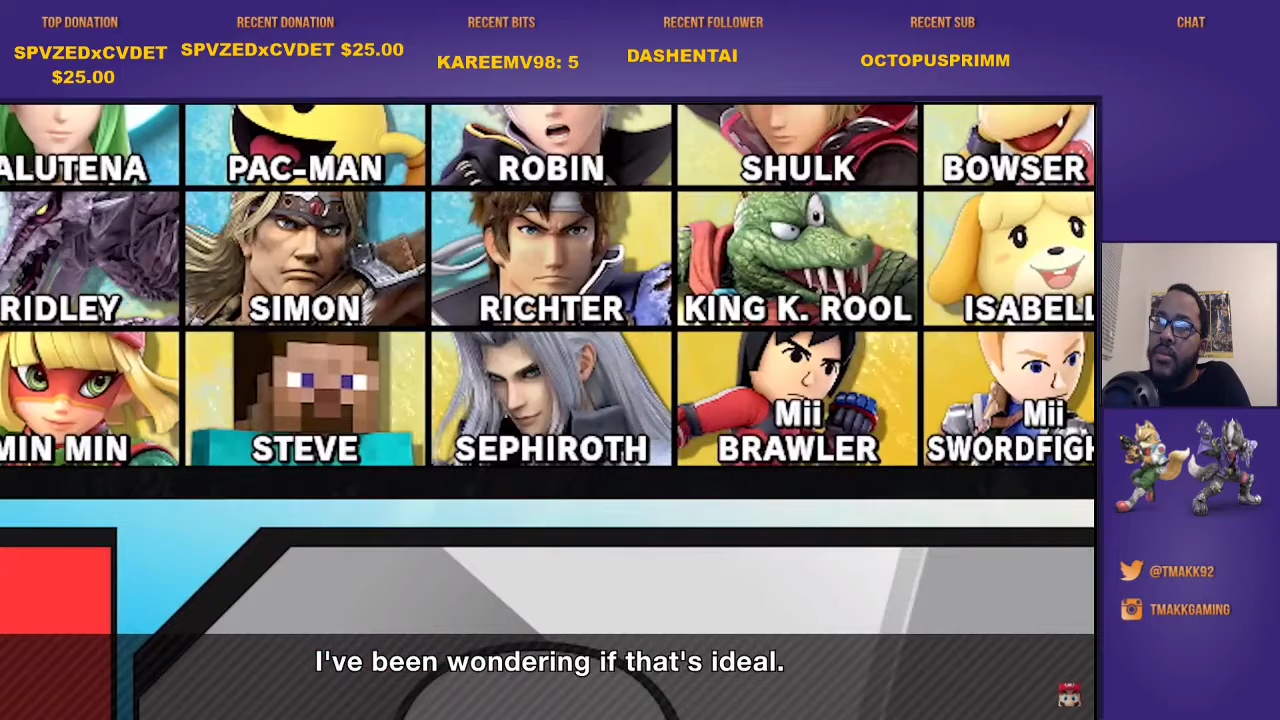 TOP DONATION
RECENT DONATION
RECENT BITS
RECENT FOLLOWER
RECENT SUB
CHAT
SPVZEDxCVDET
$25.00
SPVZEDxCVDET $25.00
KAREEMV98: 5
DASHENTAI
OCTOPUSPRIMM
ALUTENA
PAC-MAN
ROBIN
SHULK
BOWSER
RIDLEY
SIMON
RICHTER
KING K. ROOL
ISABELL
MIN MIN
STEVE
SEPHIROTH
Mii
BRAWLER
Mii
SWORDFIGH
@TMAKK92
TMAKKGAMING
I've been wondering if that's ideal.